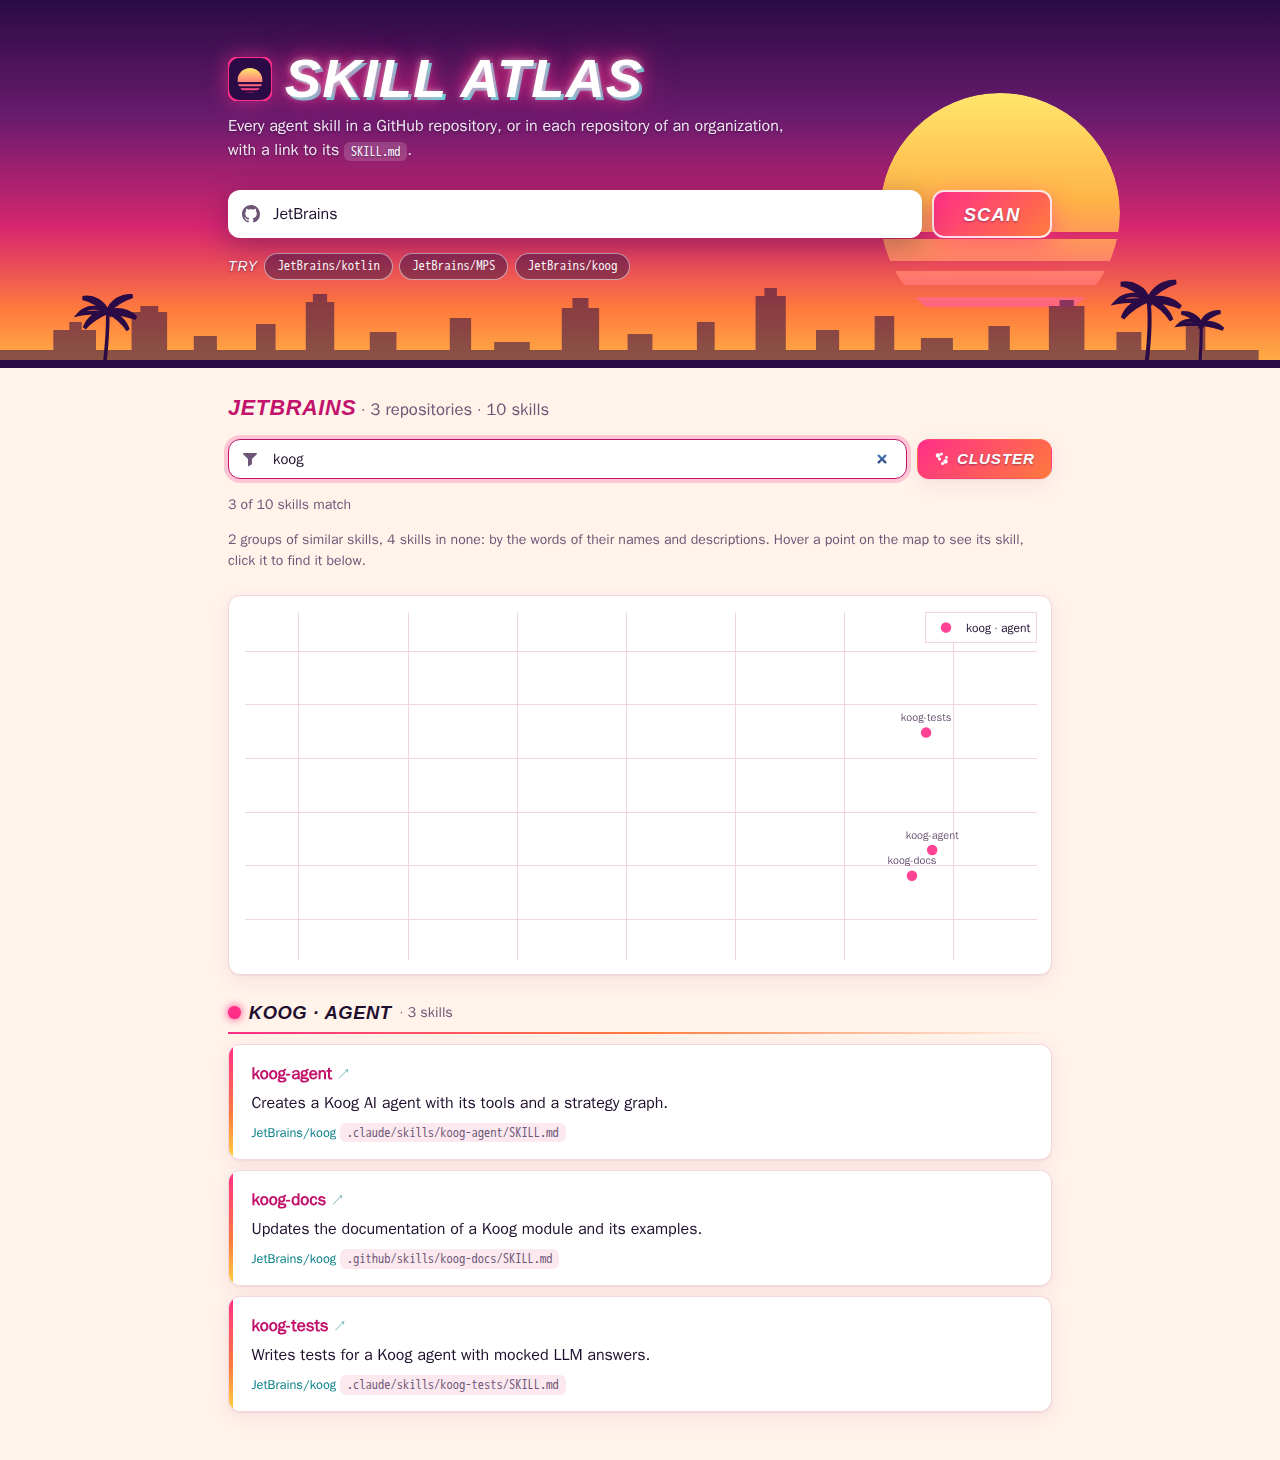 SKILL ATLAS
Every agent skill in a GitHub repository, or in each repository of an organization,
with a link to its SKILL.md.
JetBrains
SCAN
TRY JetBrains/kotlin JetBrains/MPS JetBrains/koog
JETBRAINS · 3 repositories · 10 skills
koog
CLUSTER
3 of 10 skills match
2 groups of similar skills, 4 skills in none: by the words of their names and descriptions. Hover a point on the map to see its skill,
click it to find it below.
koog · agent
koog-tests
koog-agent
koog-docs
KOOG · AGENT · 3 skills
koog-agent
Creates a Koog AI agent with its tools and a strategy graph.
JetBrains/koog .claude/skills/koog-agent/SKILL.md
koog-docs
Updates the documentation of a Koog module and its examples.
JetBrains/koog .github/skills/koog-docs/SKILL.md
koog-tests
Writes tests for a Koog agent with mocked LLM answers.
JetBrains/koog .claude/skills/koog-tests/SKILL.md